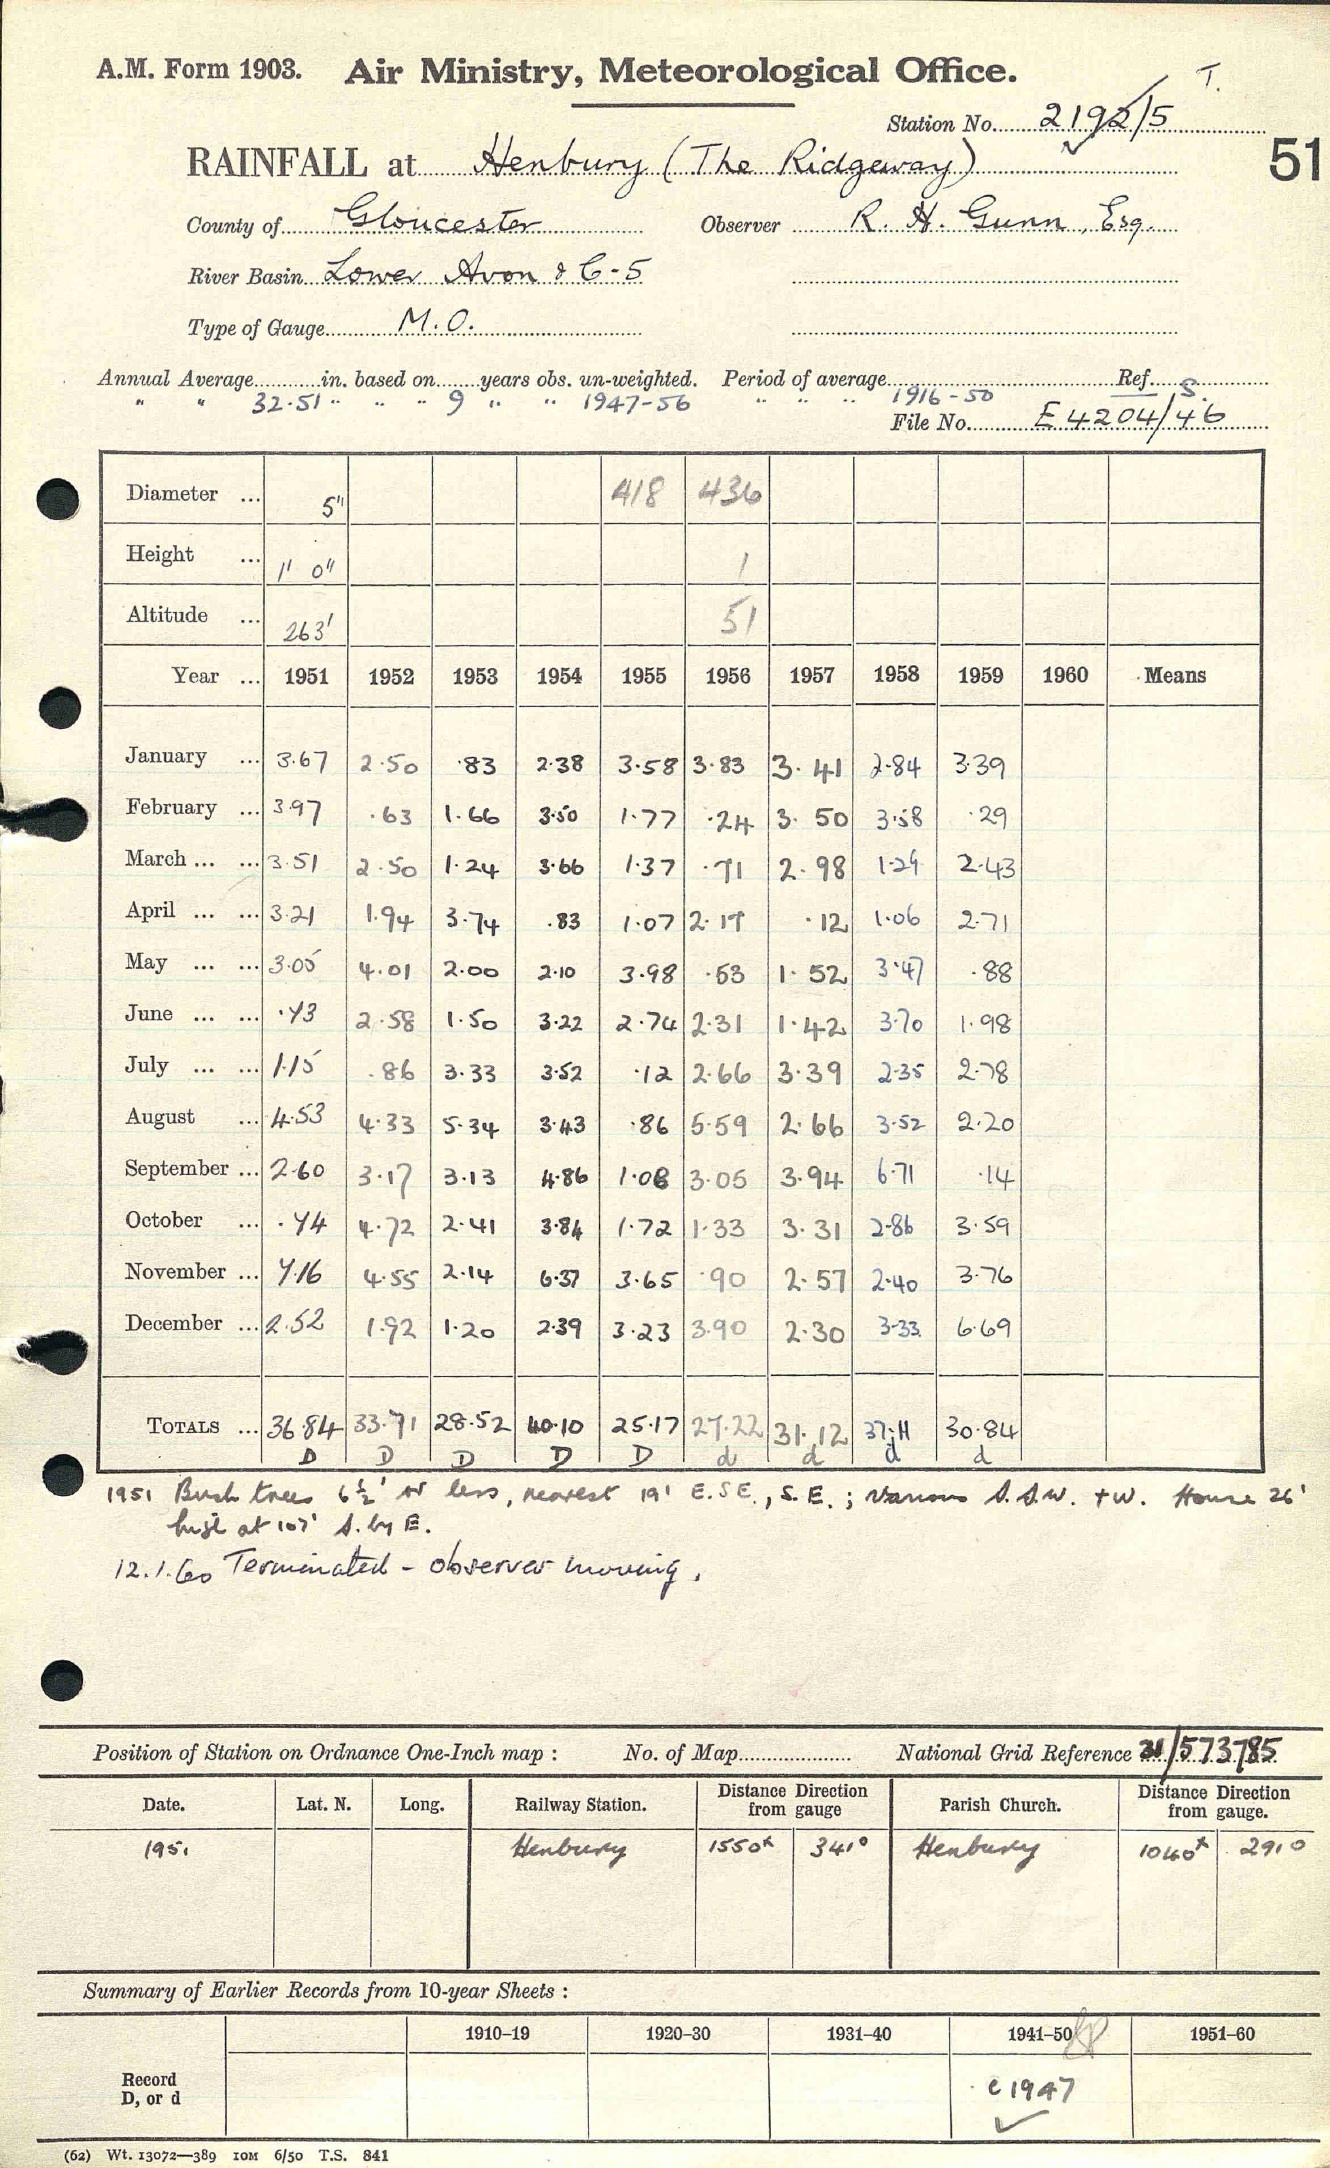 A.M. Form 1903. Air Ministry, Meteorological Office. T.
Station No. 2192/5
RAINFALL at Henbury (The Ridgeway) 51
County of Gloucester Observer R. H. Gunn, Esq.
River Basin Lower Avon & C-5
Type of Gauge M.O.
Annual Average in. based on years obs. un-weighted. Period of average Ref. S.
" " 32.51 " " " 9 " " 1947-56 " " " 1916-50
File No. E4204/46
Diameter ... 5" 418 436
Height ... 1' 0" 1
Altitude ... 263' 51
Year ... 1951 1952 1953 1954 1955 1956 1957 1958 1959 1960 Means
January ... 3.67 2.50 .83 2.38 3.58 3.83 3.41 2.84 3.39
February ... 3.97 .63 1.66 3.50 1.77 .24 3.50 3.58 .29
March ... ... 3.51 2.50 1.24 3.66 1.37 .71 2.98 1.29 2.43
April ... ... 3.21 1.94 3.74 .83 1.07 2.17 .12 1.06 2.71
May ... ... 3.05 4.01 2.00 2.10 3.98 .53 1.52 3.47 .88
June ... ... .73 2.58 1.50 3.22 2.74 2.31 1.42 3.70 1.98
July ... ... 1.15 .86 3.33 3.52 .12 2.66 3.39 2.35 2.78
August ... 4.53 4.33 5.34 3.43 .86 5.59 2.66 3.52 2.20
September ... 2.60 3.17 3.13 4.86 1.08 3.05 3.94 6.71 .14
October ... .74 4.72 2.41 3.84 1.72 1.33 3.31 2.86 3.59
November ... 7.16 4.55 2.14 6.37 3.65 .90 2.57 2.40 3.76
December ... 2.52 1.92 1.20 2.39 3.23 3.90 2.30 3.33 6.69
TOTALS ... 36.84 33.71 28.52 40.10 25.17 27.22 31.12 37.11 30.84
D D D D D d d d d
1951 Bush trees 6½' or less, nearest 19' E.S.E., S.E.; various S.S.W. + W. House 26'
high at 107' S. by E.
12.1.60 Terminated - observer moving.
Position of Station on Ordnance One-Inch map : No. of Map National Grid Reference 31/573785
Date. Lat. N. Long. Railway Station. Distance Direction from gauge Parish Church. Distance Direction from gauge.
1951 Henbury 1550x 341° Henbury 1040x 291°
Summary of Earlier Records from 10-year Sheets :
1910–19 1920–30 1931–40 1941–50 1951–60
Record
D, or d c 1947
(62) Wt. 13072—389 10M 6/50 T.S. 841